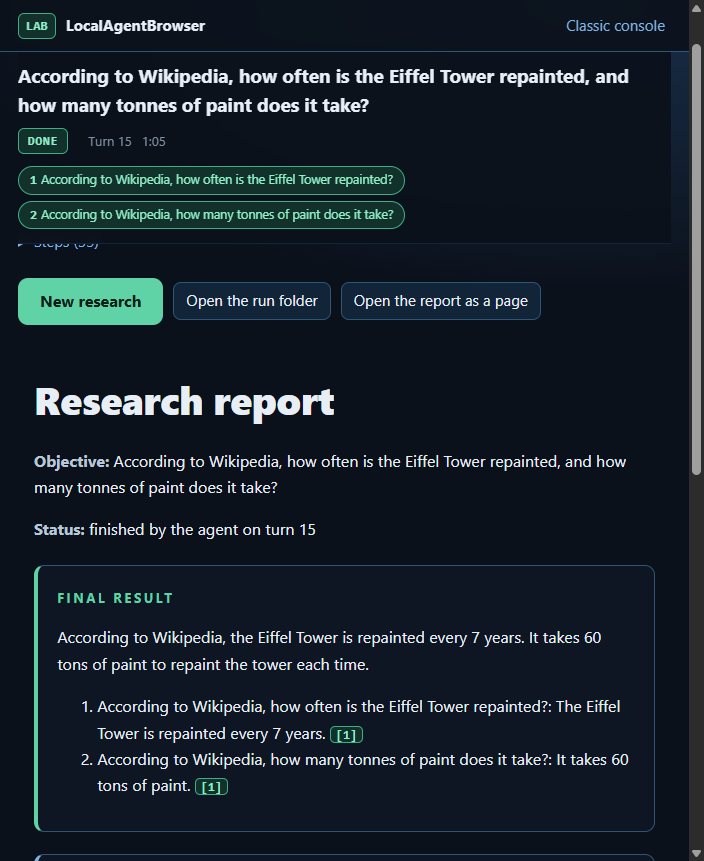 LAB LocalAgentBrowser Classic console
According to Wikipedia, how often is the Eiffel Tower repainted, and
how many tonnes of paint does it take?
DONE Turn 15 1:05
1 According to Wikipedia, how often is the Eiffel Tower repainted?
2 According to Wikipedia, how many tonnes of paint does it take?
New research Open the run folder Open the report as a page
Research report
Objective: According to Wikipedia, how often is the Eiffel Tower repainted, and how
many tonnes of paint does it take?
Status: finished by the agent on turn 15
FINAL RESULT
According to Wikipedia, the Eiffel Tower is repainted every 7 years. It takes 60
tons of paint to repaint the tower each time.
1. According to Wikipedia, how often is the Eiffel Tower repainted?: The Eiffel
Tower is repainted every 7 years. [1]
2. According to Wikipedia, how many tonnes of paint does it take?: It takes 60
tons of paint. [1]